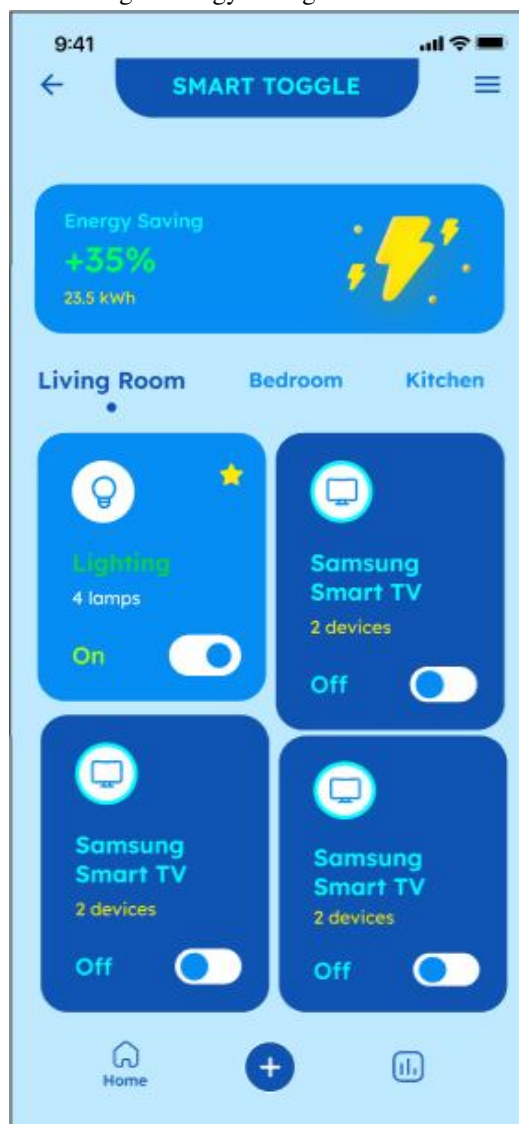 9:41
SMART TOGGLE
Energy Saving
+35%
23.5 kWh
Living Room Bedroom Kitchen
Lighting
4 lamps
On
Samsung
Smart TV
2 devices
Off
Samsung
Smart TV
2 devices
Off
Samsung
Smart TV
2 devices
Off
Home